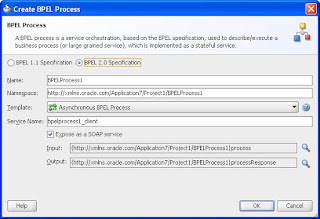 Create BPEL Process
BPEL Process
A BPEL process is a service orchestration, based on the BPEL specification, used to describe/execute a
business process (or large grained service), which is implemented as a stateful service.
BPEL 1.1 Specification BPEL 2.0 Specification
Name: BPELProcess1
Namespace: http://xmlns.oracle.com/Application7/Project1/BPELProcess1
Template: Asynchronous BPEL Process
Service Name: bpelprocess1_client
Expose as a SOAP service
Input: {http://xmlns.oracle.com/Application7/Project1/BPELProcess1}process
Output: {http://xmlns.oracle.com/Application7/Project1/BPELProcess1}processResponse
Help OK Cancel